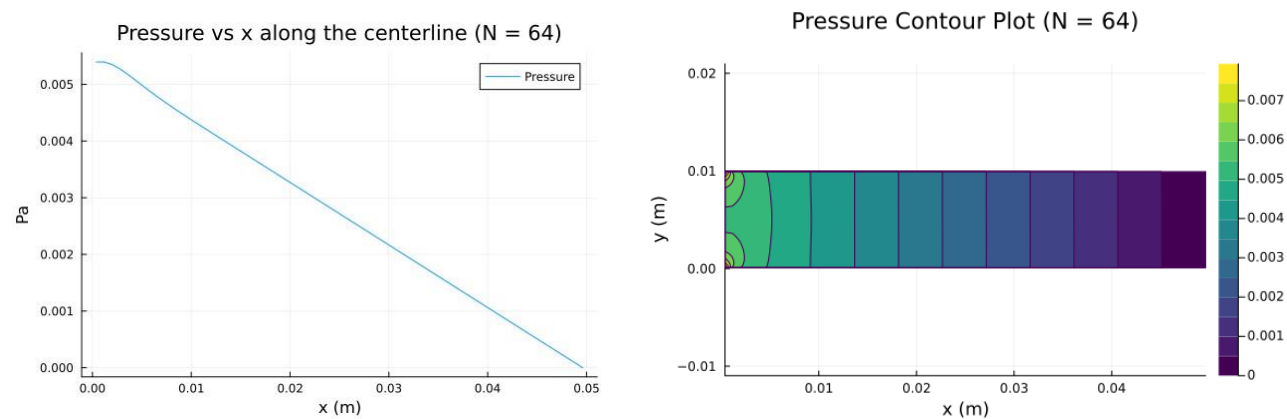 Pressure vs x along the centerline (N = 64)
Pressure
Pa
0.005
0.004
0.003
0.002
0.001
0.000
0.00 0.01 0.02 0.03 0.04 0.05
x (m)
Pressure Contour Plot (N = 64)
y (m)
0.02
0.01
0.00
−0.01
0.01 0.02 0.03 0.04
x (m)
0.007
0.006
0.005
0.004
0.003
0.002
0.001
0